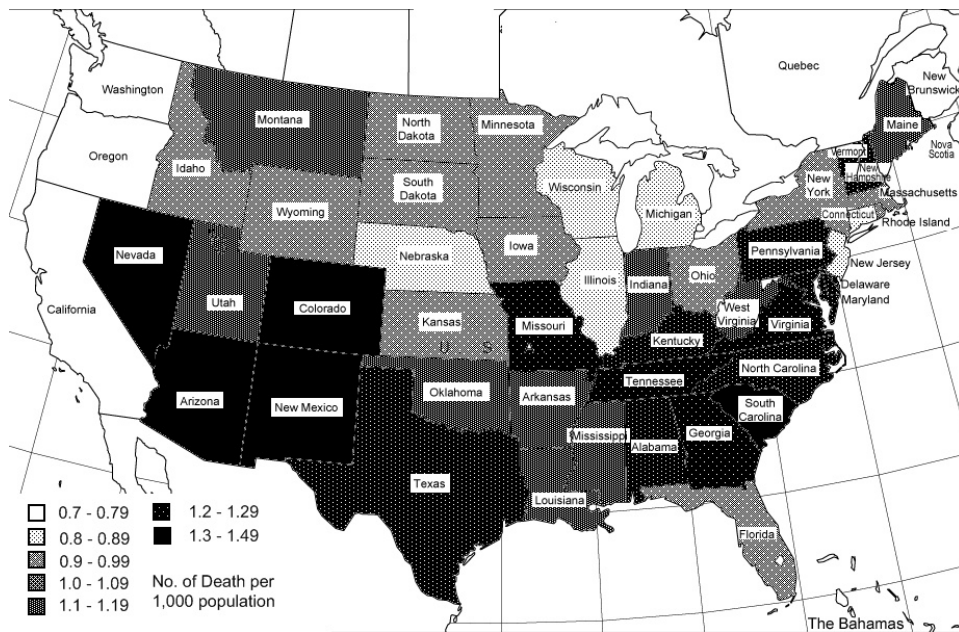 Quebec
New
Brunswick
Washington
Montana
North
Dakota
Minnesota
Maine
Nova
Scotia
Oregon
Vermont
Idaho
South
Dakota
Wisconsin
New
Hampshire
New
York
Massachusetts
Michigan
Wyoming
Connecticut
Rhode Island
Iowa
Pennsylvania
Nevada
Nebraska
New Jersey
Illinois
Indiana
Ohio
Delaware
Maryland
Utah
Colorado
West
Virginia
California
Kansas
Missouri
Virginia
Kentucky
U S A
North Carolina
Tennessee
Oklahoma
Arkansas
Arizona
New Mexico
South
Carolina
Mississippi
Georgia
Alabama
Texas
Louisiana
Florida
0.7 - 0.79
0.8 - 0.89
0.9 - 0.99
1.0 - 1.09
1.1 - 1.19
1.2 - 1.29
1.3 - 1.49
No. of Death per
1,000 population
The Bahamas